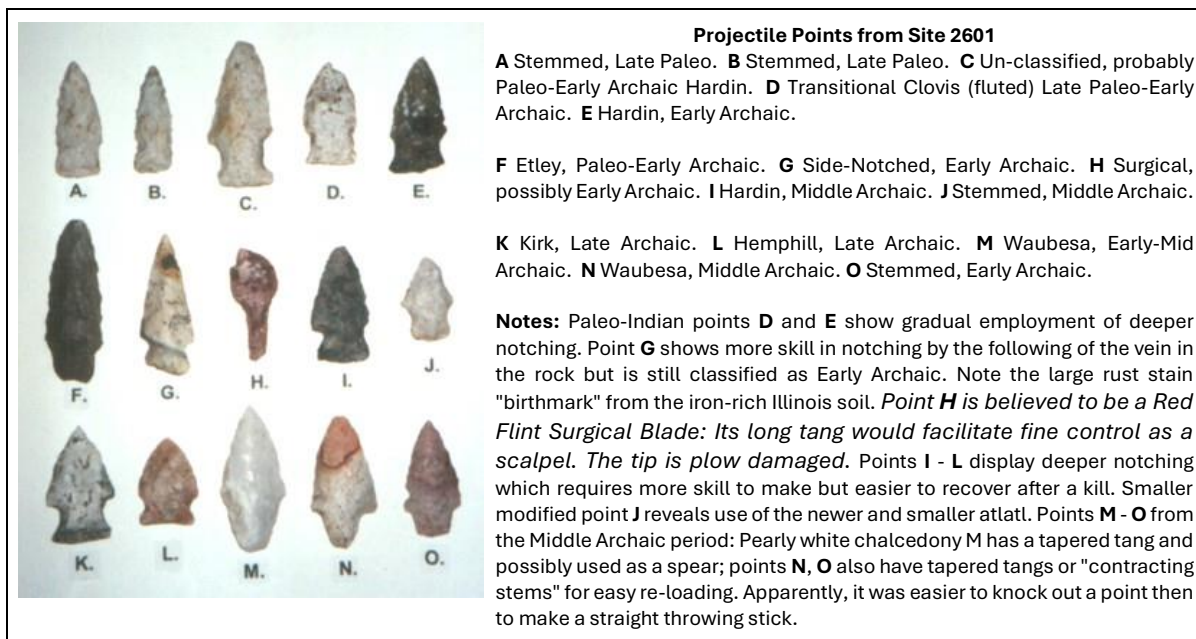 Projectile Points from Site 2601
A Stemmed, Late Paleo. B Stemmed, Late Paleo. C Un-classified, probably
Paleo-Early Archaic Hardin. D Transitional Clovis (fluted) Late Paleo-Early
Archaic. E Hardin, Early Archaic.
F Etley, Paleo-Early Archaic. G Side-Notched, Early Archaic. H Surgical,
possibly Early Archaic. I Hardin, Middle Archaic. J Stemmed, Middle Archaic.
K Kirk, Late Archaic. L Hemphill, Late Archaic. M Waubesa, Early-Mid
Archaic. N Waubesa, Middle Archaic. O Stemmed, Early Archaic.
Notes: Paleo-Indian points D and E show gradual employment of deeper
notching. Point G shows more skill in notching by the following of the vein in
the rock but is still classified as Early Archaic. Note the large rust stain
"birthmark" from the iron-rich Illinois soil. Point H is believed to be a Red
Flint Surgical Blade: Its long tang would facilitate fine control as a
scalpel. The tip is plow damaged. Points I - L display deeper notching
which requires more skill to make but easier to recover after a kill. Smaller
modified point J reveals use of the newer and smaller atlatl. Points M - O from
the Middle Archaic period: Pearly white chalcedony M has a tapered tang and
possibly used as a spear; points N, O also have tapered tangs or "contracting
stems" for easy re-loading. Apparently, it was easier to knock out a point then
to make a straight throwing stick.
A. B. C. D. E.
F. G. H. I. J.
K. L. M. N. O.